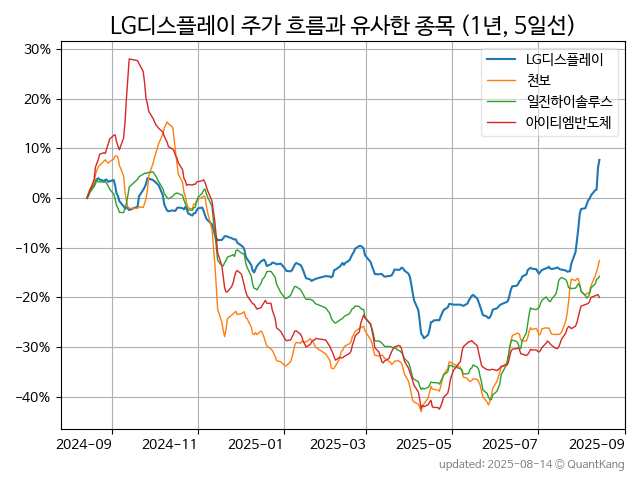 LG디스플레이 주가 흐름과 유사한 종목 (1년, 5일선)
LG디스플레이
천보
일진하이솔루스
아이티엠반도체
30%
20%
10%
0%
−10%
−20%
−30%
−40%
2024-09
2024-11
2025-01
2025-03
2025-05
2025-07
2025-09
updated: 2025-08-14 © QuantKang